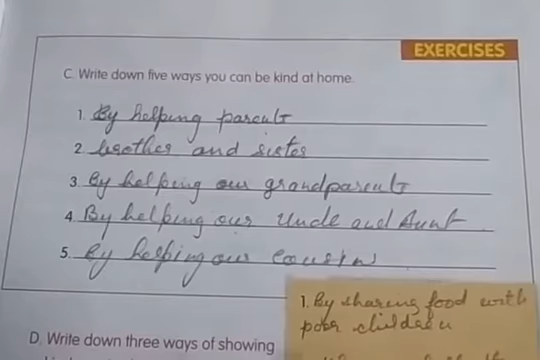 EXERCISES
C. Write down five ways you can be kind at home.
1. By helping parents
2. brother and sister
3. By helping our grandparents
4. By helping our Uncle and Aunt
5. By helping our cousins
1. By sharing food with
poor children
D. Write down three ways of showing